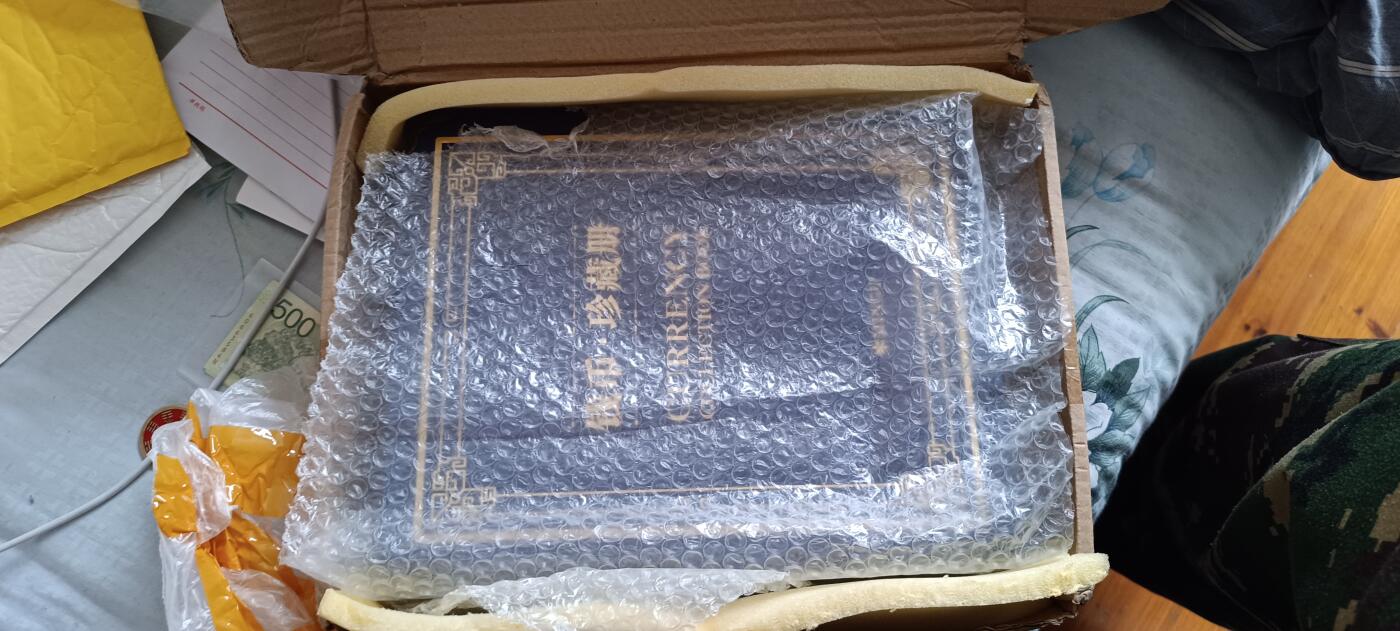 钱币·珍藏册
CURRENCY
COLLECTION BOOK
500